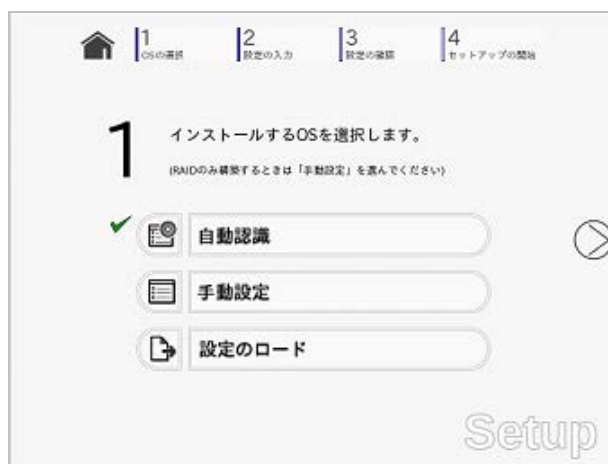 1
OSの選択
2
設定の入力
3
設定の確認
4
セットアップの開始
1
インストールするOSを選択します。
(RAIDのみ構築するときは「手動設定」を選んでください)
自動認識
手動設定
設定のロード
Setup